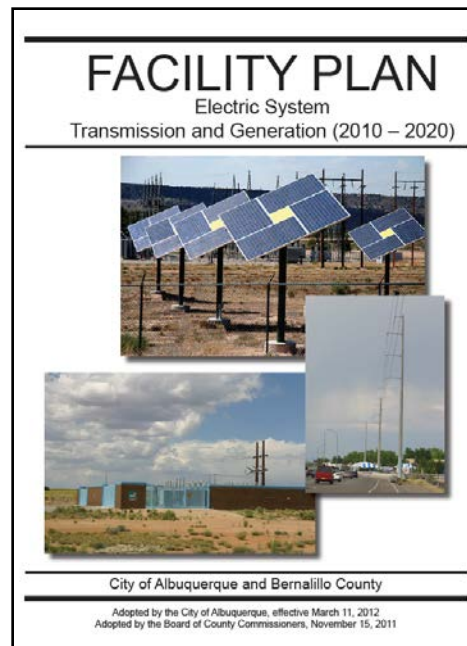 FACILITY PLAN
Electric System
Transmission and Generation (2010 – 2020)
City of Albuquerque and Bernalillo County
Adopted by the City of Albuquerque, effective March 11, 2012
Adopted by the Board of County Commissioners, November 15, 2011